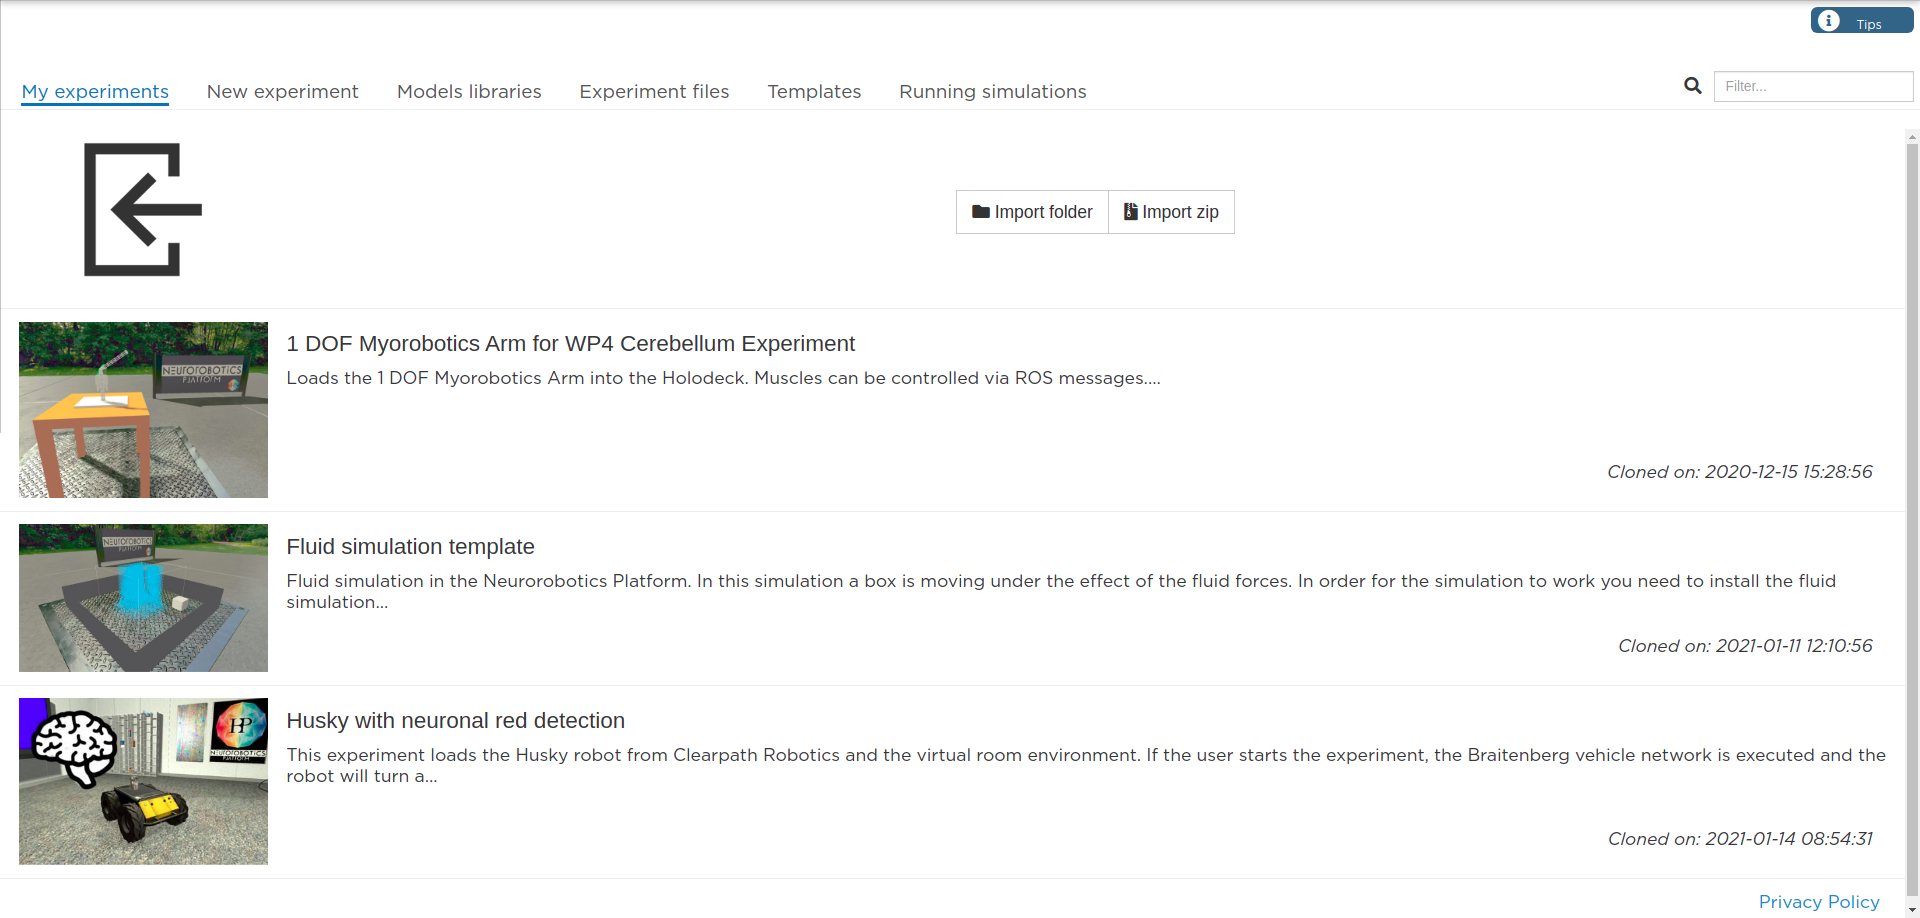 Tips
My experiments New experiment Models libraries Experiment files Templates Running simulations Filter...
Import folder Import zip
1 DOF Myorobotics Arm for WP4 Cerebellum Experiment
Loads the 1 DOF Myorobotics Arm into the Holodeck. Muscles can be controlled via ROS messages....
NEUROROBOTICS
PLATFORM
Cloned on: 2020-12-15 15:28:56
Fluid simulation template
NEUROROBOTICS
PLATFORM
Fluid simulation in the Neurorobotics Platform. In this simulation a box is moving under the effect of the fluid forces. In order for the simulation to work you need to install the fluid
simulation...
Cloned on: 2021-01-11 12:10:56
Husky with neuronal red detection
HP
NEUROROBOTICS
PLATFORM
This experiment loads the Husky robot from Clearpath Robotics and the virtual room environment. If the user starts the experiment, the Braitenberg vehicle network is executed and the
robot will turn a...
Cloned on: 2021-01-14 08:54:31
Privacy Policy